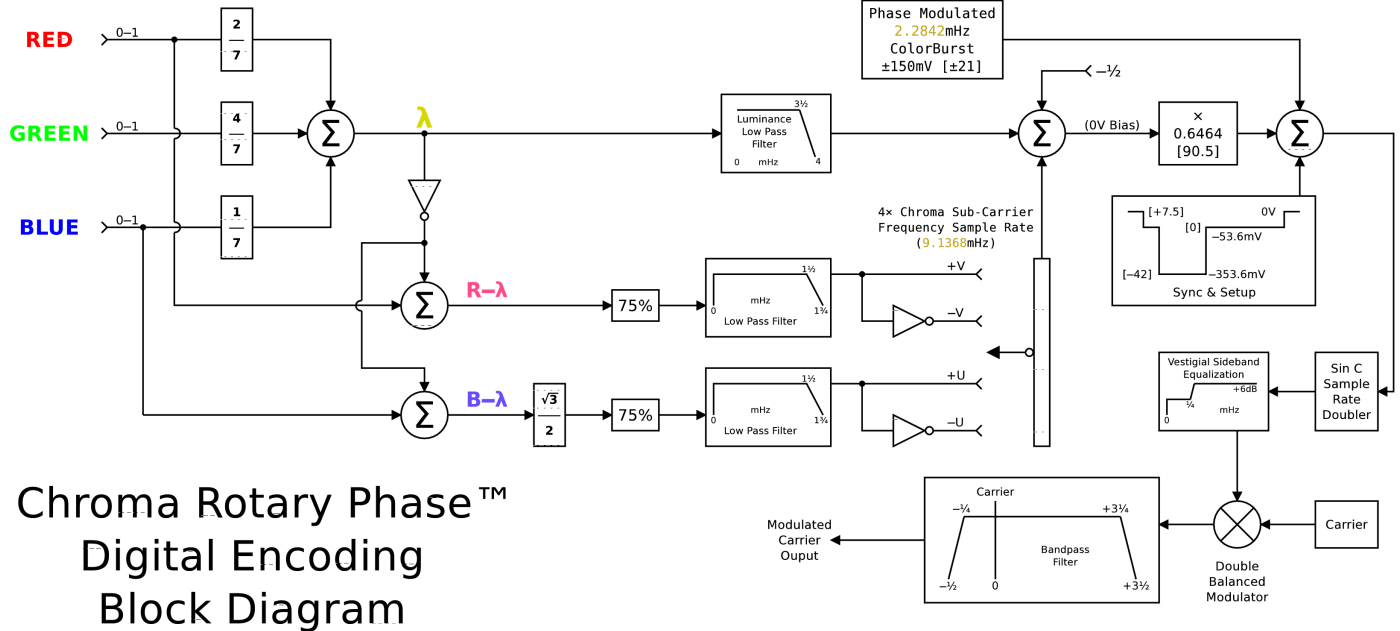 RED
0–1
2
7
GREEN
0–1
4
7
BLUE
0–1
1
7
Σ
λ
Luminance
Low Pass
Filter
3½
0 mHz 4
Phase Modulated
2.2842mHz
ColorBurst
±150mV [±21]
–½
Σ
(0V Bias)
×
0.6464
[90.5]
Σ
[+7.5]
0V
[0]
–53.6mV
[–42]
–353.6mV
Sync & Setup
4× Chroma Sub-Carrier
Frequency Sample Rate
(9.1368mHz)
Σ
R–λ
75%
1½
mHz
0
1¾
Low Pass Filter
+V
–V
Σ
B–λ
√3
2
75%
1½
mHz
0
1¾
Low Pass Filter
+U
–U
Vestigial Sideband
Equalization
+6dB
¼
mHz
0
Sin C
Sample
Rate
Doubler
Carrier
Double
Balanced
Modulator
Carrier
–¼
+3¼
Bandpass
Filter
–½
0
+3½
Modulated
Carrier
Ouput
Chroma Rotary Phase™
Digital Encoding
Block Diagram